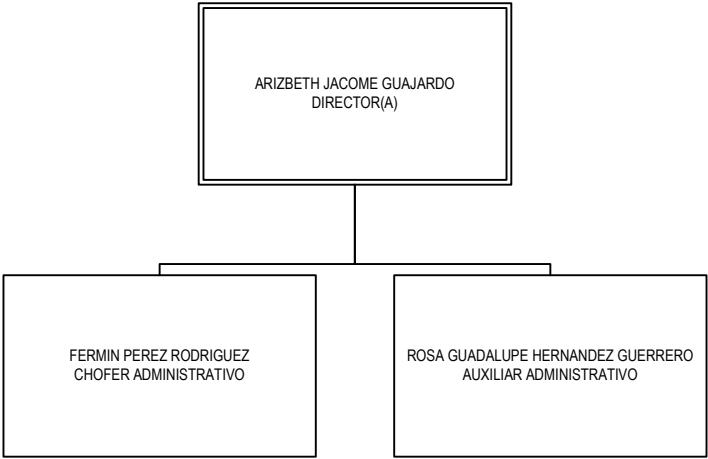 ARIZBETH JACOME GUAJARDO
DIRECTOR(A)
FERMIN PEREZ RODRIGUEZ
CHOFER ADMINISTRATIVO
ROSA GUADALUPE HERNANDEZ GUERRERO
AUXILIAR ADMINISTRATIVO